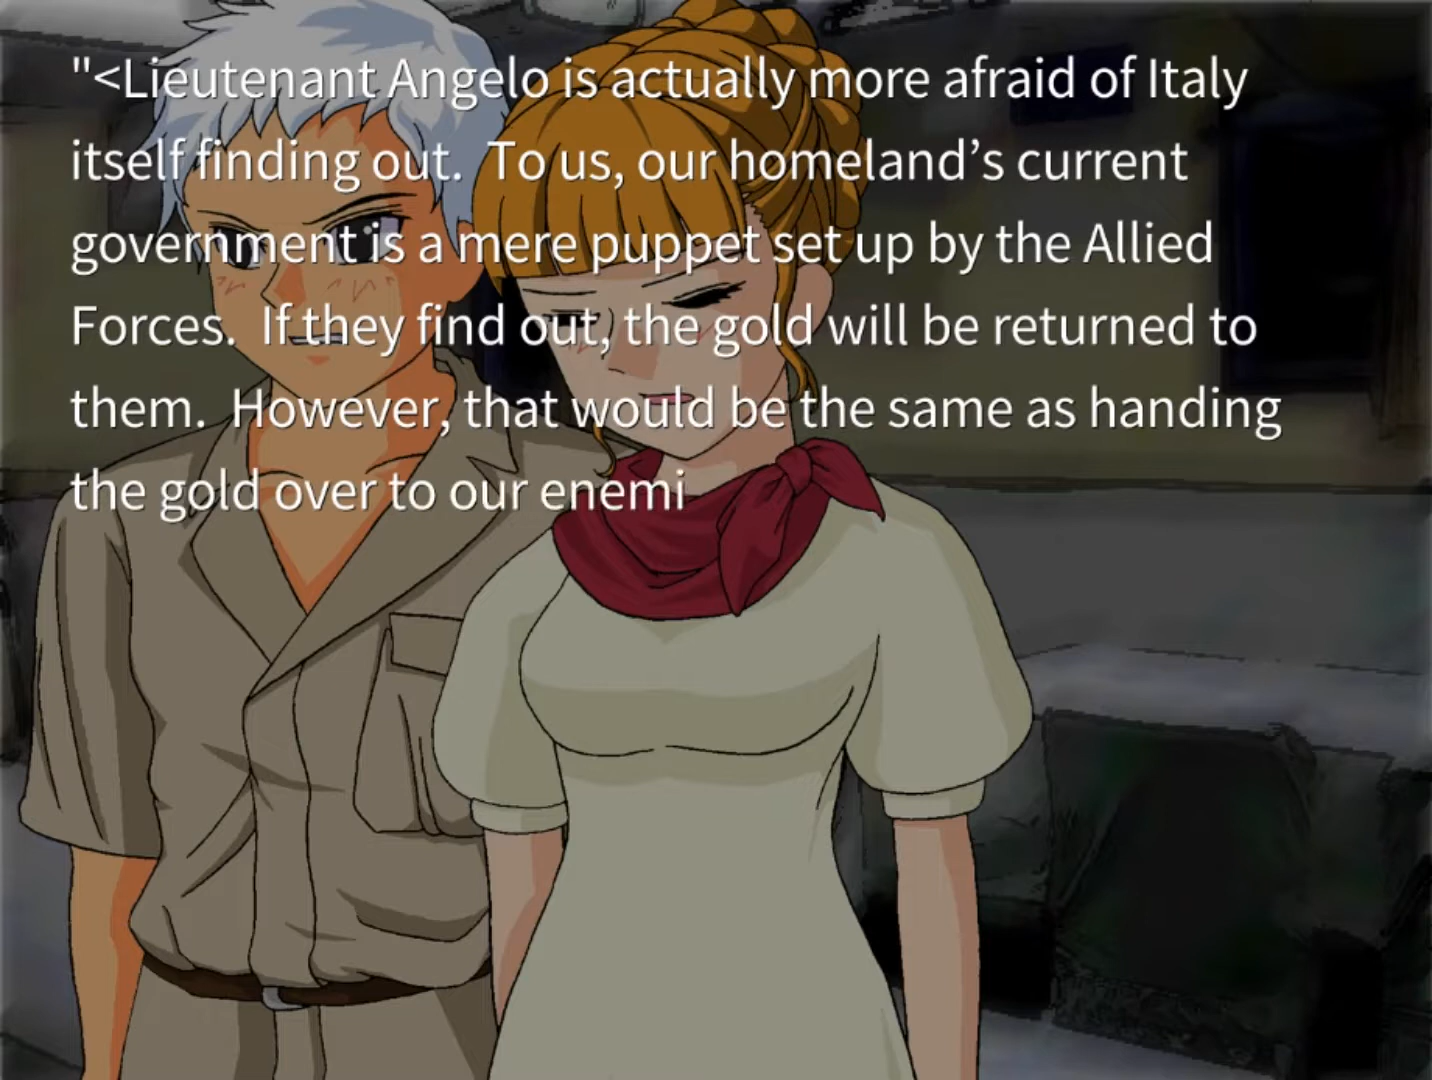 "<Lieutenant Angelo is actually more afraid of Italy
itself finding out.  To us, our homeland’s current
government is a mere puppet set up by the Allied
Forces.  If they find out, the gold will be returned to
them.  However, that would be the same as handing
the gold over to our enemi